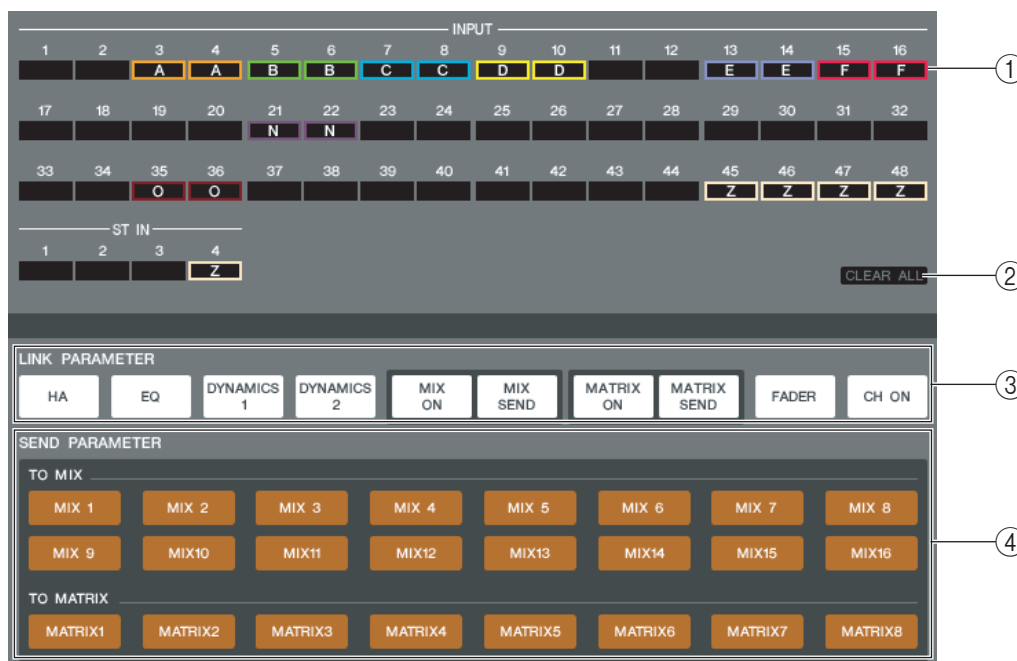 INPUT
1 2 3 4 5 6 7 8 9 10 11 12 13 14 15 16
A A B B C C D D E E F F
①
17 18 19 20 21 22 23 24 25 26 27 28 29 30 31 32
N N
33 34 35 36 37 38 39 40 41 42 43 44 45 46 47 48
O O Z Z Z Z
ST IN
1 2 3 4
Z
CLEAR ALL
②
LINK PARAMETER
HA EQ DYNAMICS 1 DYNAMICS 2 MIX ON MIX SEND MATRIX ON MATRIX SEND FADER CH ON
③
SEND PARAMETER
TO MIX
MIX 1 MIX 2 MIX 3 MIX 4 MIX 5 MIX 6 MIX 7 MIX 8
MIX 9 MIX10 MIX11 MIX12 MIX13 MIX14 MIX15 MIX16
④
TO MATRIX
MATRIX1 MATRIX2 MATRIX3 MATRIX4 MATRIX5 MATRIX6 MATRIX7 MATRIX8